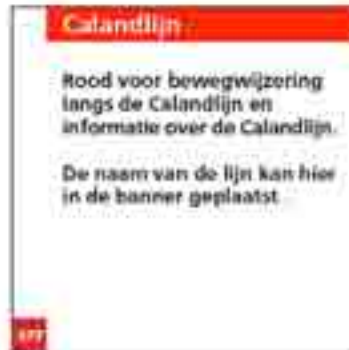 Calandlijn
Rood voor bewegwijzering
langs de Calandlijn en
informatie over de Calandlijn.
De naam van de lijn kan hier
in de banner geplaatst